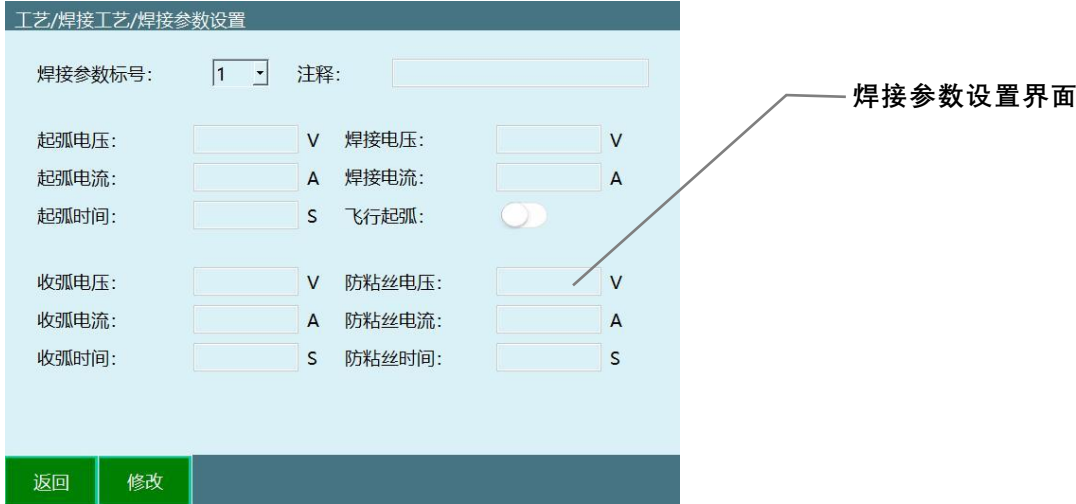 工艺/焊接工艺/焊接参数设置
焊接参数标号: 1 注释:
焊接参数设置界面
起弧电压: V 焊接电压: V
起弧电流: A 焊接电流: A
起弧时间: S 飞行起弧:
收弧电压: V 防粘丝电压: V
收弧电流: A 防粘丝电流: A
收弧时间: S 防粘丝时间: S
返回 修改